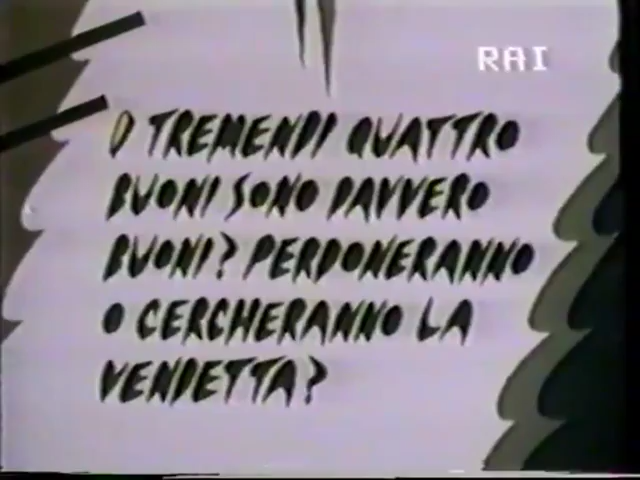 RAI
O TREMENDI QUATTRO
BUONI SONO DAVVERO
BUONI? PERDONERANNO
O CERCHERANNO LA
VENDETTA?